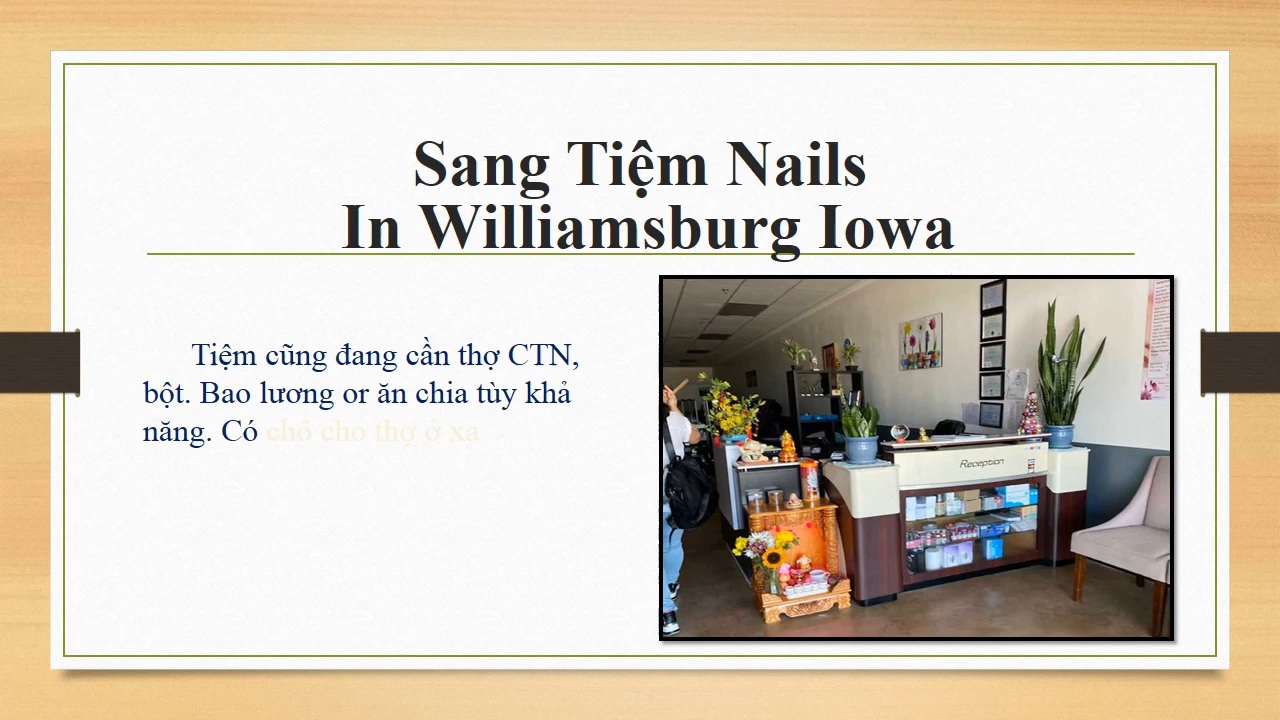 Sang Tiệm Nails
In Williamsburg Iowa
Tiệm cũng đang cần thợ CTN,
bột. Bao lương or ăn chia tùy khả
năng. Có chỗ cho thợ ở xa
Reception